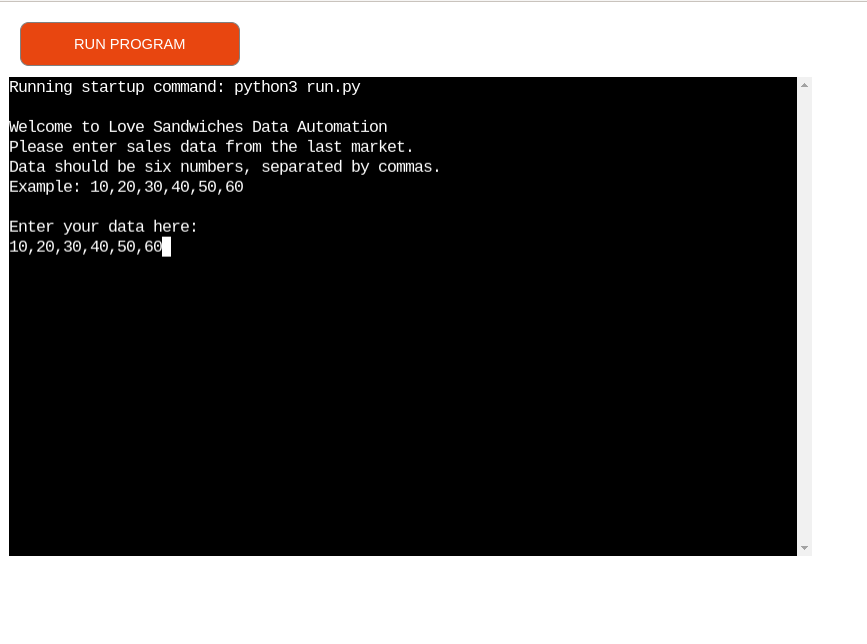 RUN PROGRAM
Running startup command: python3 run.py
Welcome to Love Sandwiches Data Automation
Please enter sales data from the last market.
Data should be six numbers, separated by commas.
Example: 10,20,30,40,50,60
Enter your data here:
10,20,30,40,50,60